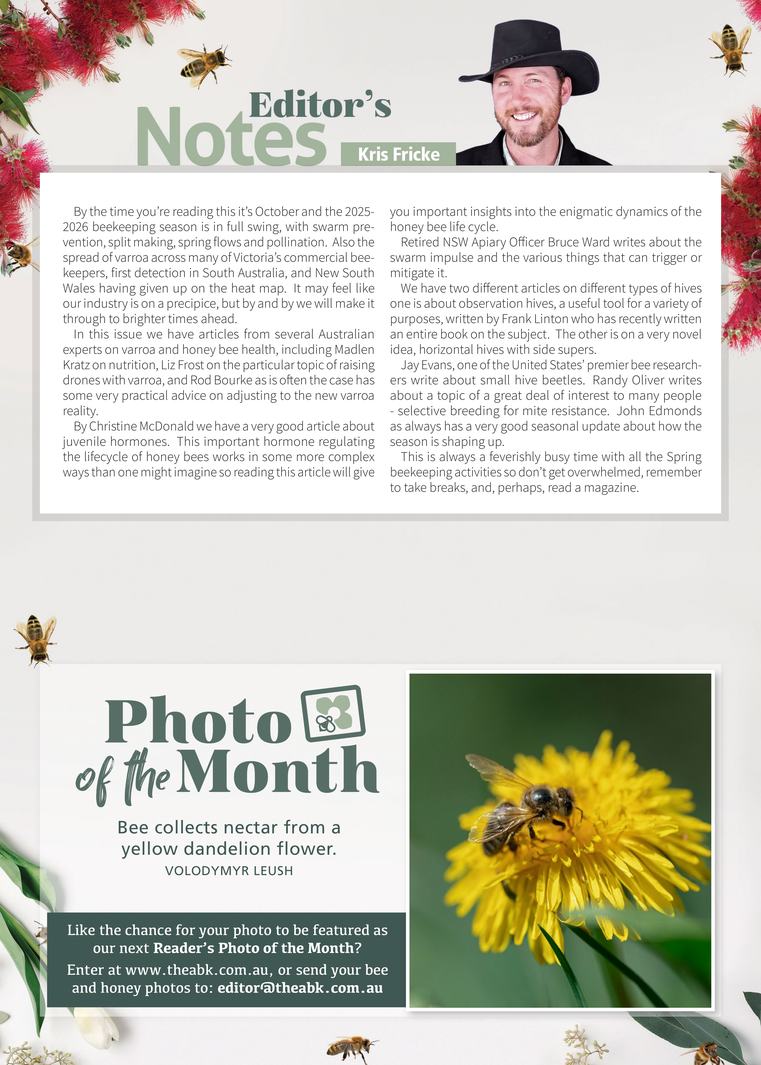 Editor's
Notes
Kris Fricke
By the time you're reading this it's October and the 2025-
2026 beekeeping season is in full swing, with swarm pre-
vention, split making, spring flows and pollination. Also the
spread of varroa across many of Victoria's commercial bee-
keepers, first detection in South Australia, and New South
Wales having given up on the heat map. It may feel like
our industry is on a precipice, but by and by we will make it
through to brighter times ahead.
In this issue we have articles from several Australian
experts on varroa and honey bee health, including Madlen
Kratz on nutrition, Liz Frost on the particular topic of raising
drones with varroa, and Rod Bourke as is often the case has
some very practical advice on adjusting to the new varroa
reality.
By Christine McDonald we have a very good article about
juvenile hormones. This important hormone regulating
the lifecycle of honey bees works in some more complex
ways than one might imagine so reading this article will give
you important insights into the enigmatic dynamics of the
honey bee life cycle.
Retired NSW Apiary Officer Bruce Ward writes about the
swarm impulse and the various things that can trigger or
mitigate it.
We have two different articles on different types of hives
one is about observation hives, a useful tool for a variety of
purposes, written by Frank Linton who has recently written
an entire book on the subject. The other is on a very novel
idea, horizontal hives with side supers.
Jay Evans, one of the United States' premier bee research-
ers write about small hive beetles. Randy Oliver writes
about a topic of a great deal of interest to many people
- selective breeding for mite resistance. John Edmonds
as always has a very good seasonal update about how the
season is shaping up.
This is always a feverishly busy time with all the Spring
beekeeping activities so don't get overwhelmed, remember
to take breaks, and, perhaps, read a magazine.
Photo
of the Month
Bee collects nectar from a
yellow dandelion flower.
VOLODYMYR LEUSH
Like the chance for your photo to be featured as
our next Reader's Photo of the Month?
Enter at www.theabk.com.au, or send your bee
and honey photos to: editor@theabk.com.au